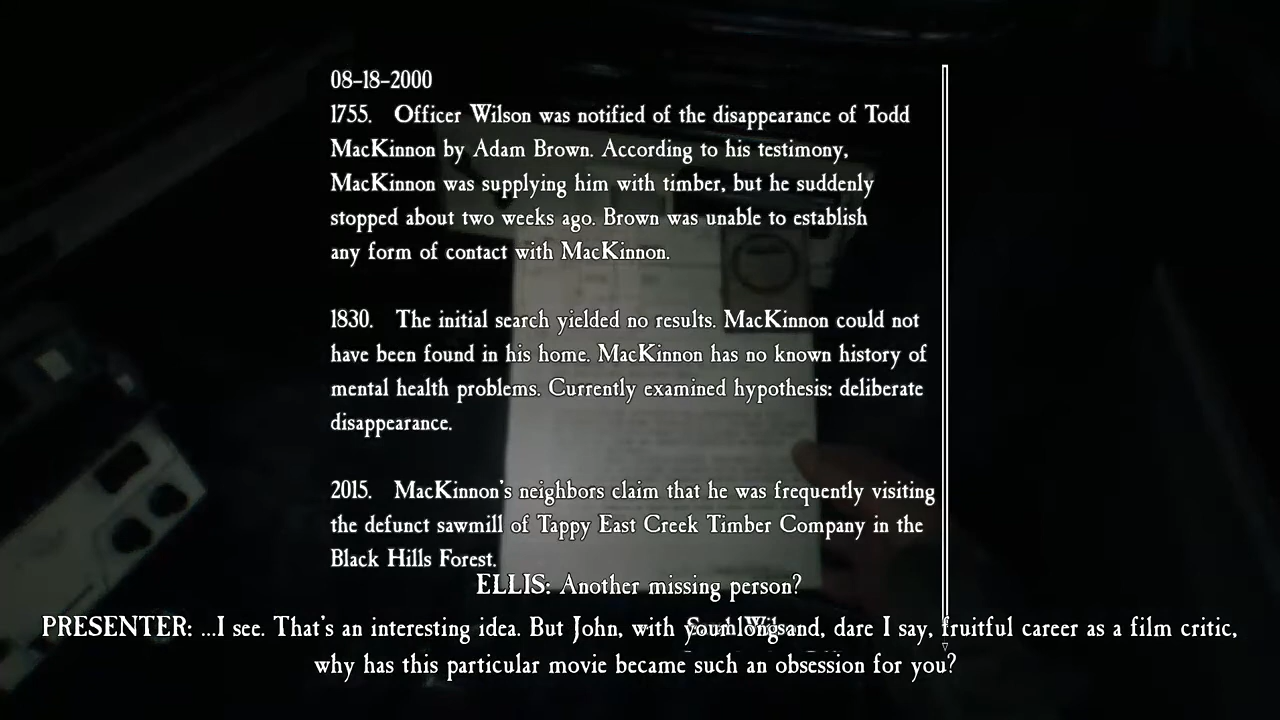 08-18-2000
1755. Officer Wilson was notified of the disappearance of Todd
MacKinnon by Adam Brown. According to his testimony,
MacKinnon was supplying him with timber, but he suddenly
stopped about two weeks ago. Brown was unable to establish
any form of contact with MacKinnon.
1830. The initial search yielded no results. MacKinnon could not
have been found in his home. MacKinnon has no known history of
mental health problems. Currently examined hypothesis: deliberate
disappearance.
2015. MacKinnon's neighbors claim that he was frequently visiting
the defunct sawmill of Tappy East Creek Timber Company in the
Black Hills Forest.
ELLIS: Another missing person?
PRESENTER: ...I see. That's an interesting idea. But John, with your long and, dare I say, fruitful career as a film critic,
why has this particular movie became such an obsession for you?